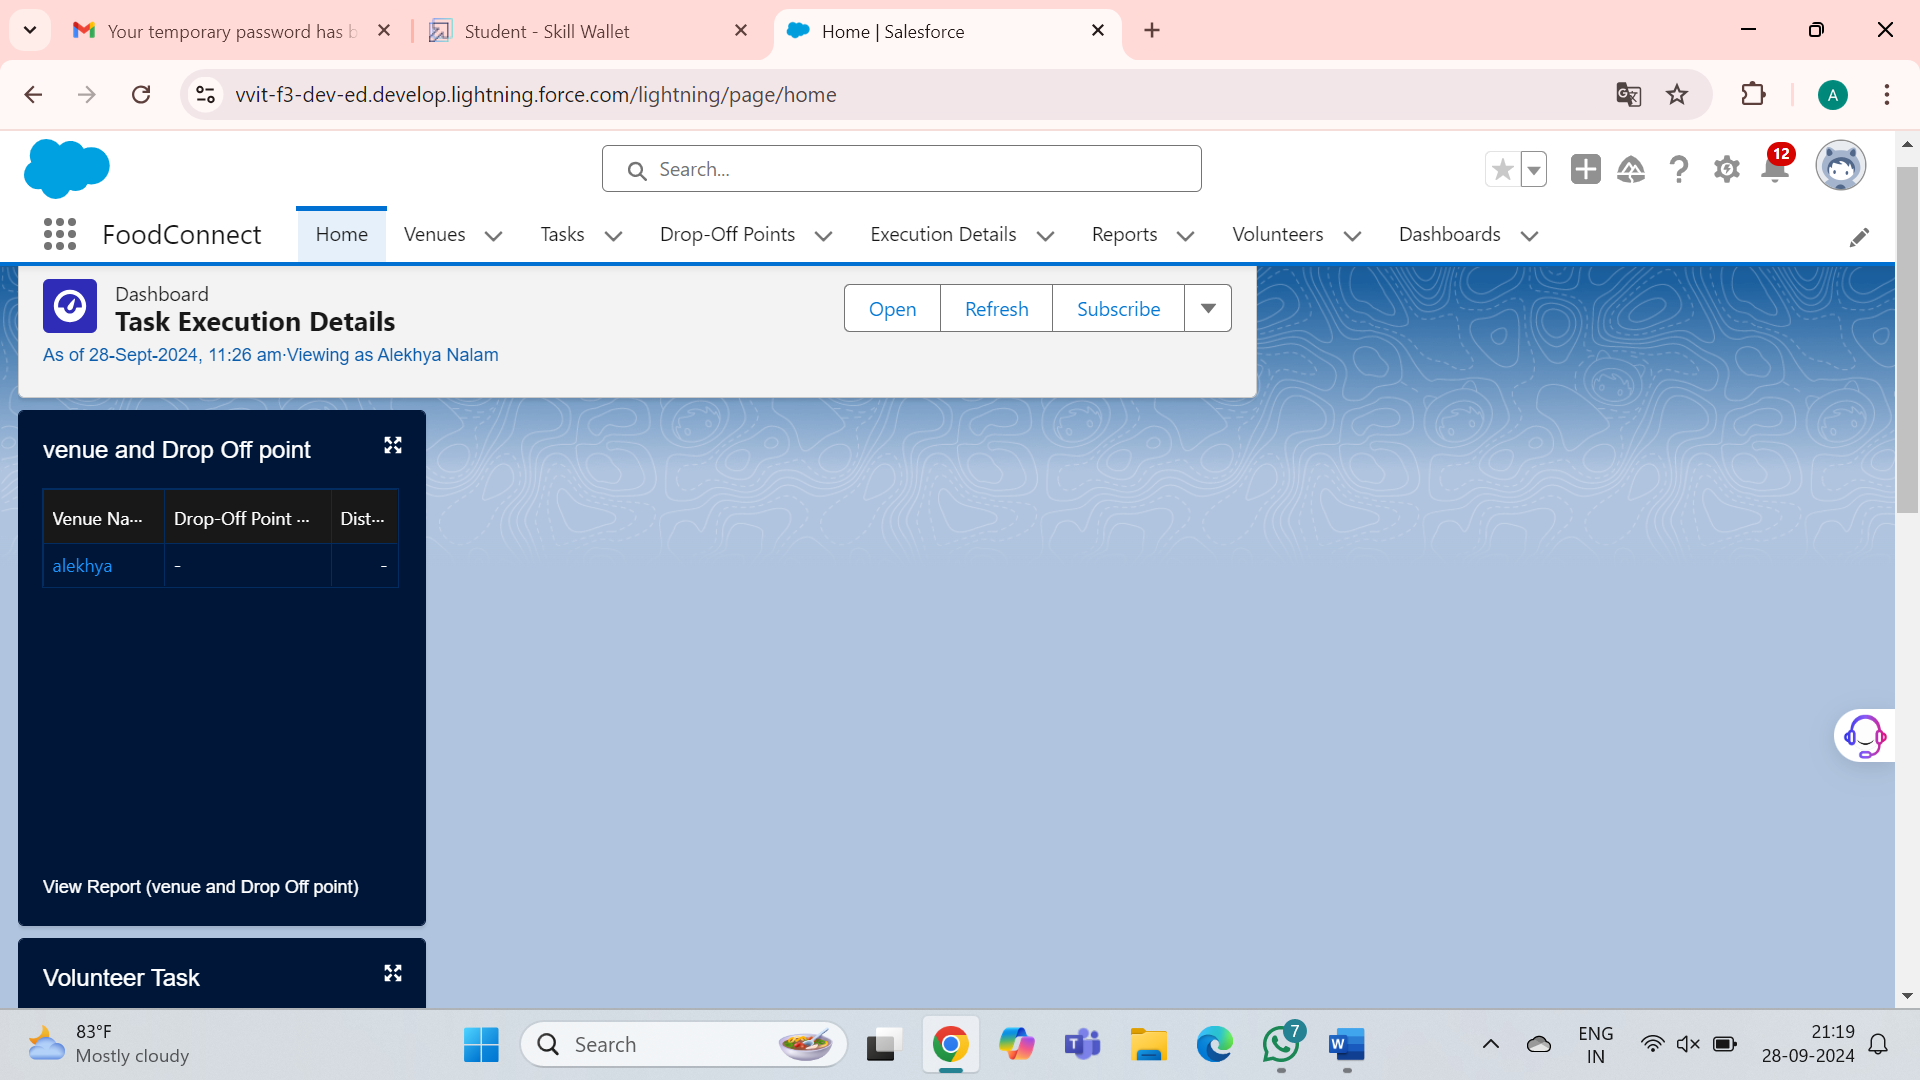 Your temporary password has b
Student - Skill Wallet
Home | Salesforce
vvit-f3-dev-ed.develop.lightning.force.com/lightning/page/home
A
Search...
12
FoodConnect
Home
Venues
Tasks
Drop-Off Points
Execution Details
Reports
Volunteers
Dashboards
Dashboard
Task Execution Details
As of 28-Sept-2024, 11:26 am·Viewing as Alekhya Nalam
Open
Refresh
Subscribe
venue and Drop Off point
Venue Na...
Drop-Off Point ...
Dist...
alekhya
-
-
View Report (venue and Drop Off point)
Volunteer Task
83°F
Mostly cloudy
Search
7
ENG
IN
21:19
28-09-2024